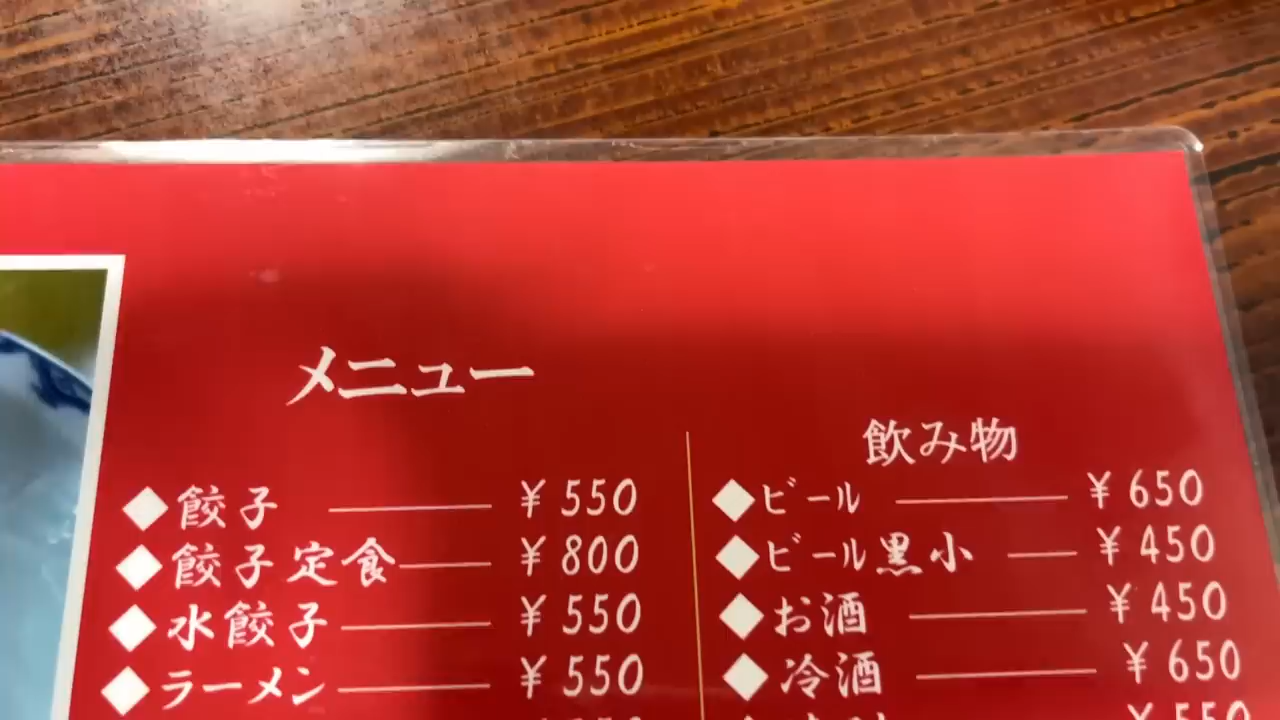 メニュー
◆餃子 ¥550
◆餃子定食 ¥800
◆水餃子 ¥550
◆ラーメン ¥550
飲み物
◆ビール ¥650
◆ビール黒小 ¥450
◆お酒 ¥450
◆冷酒 ¥650